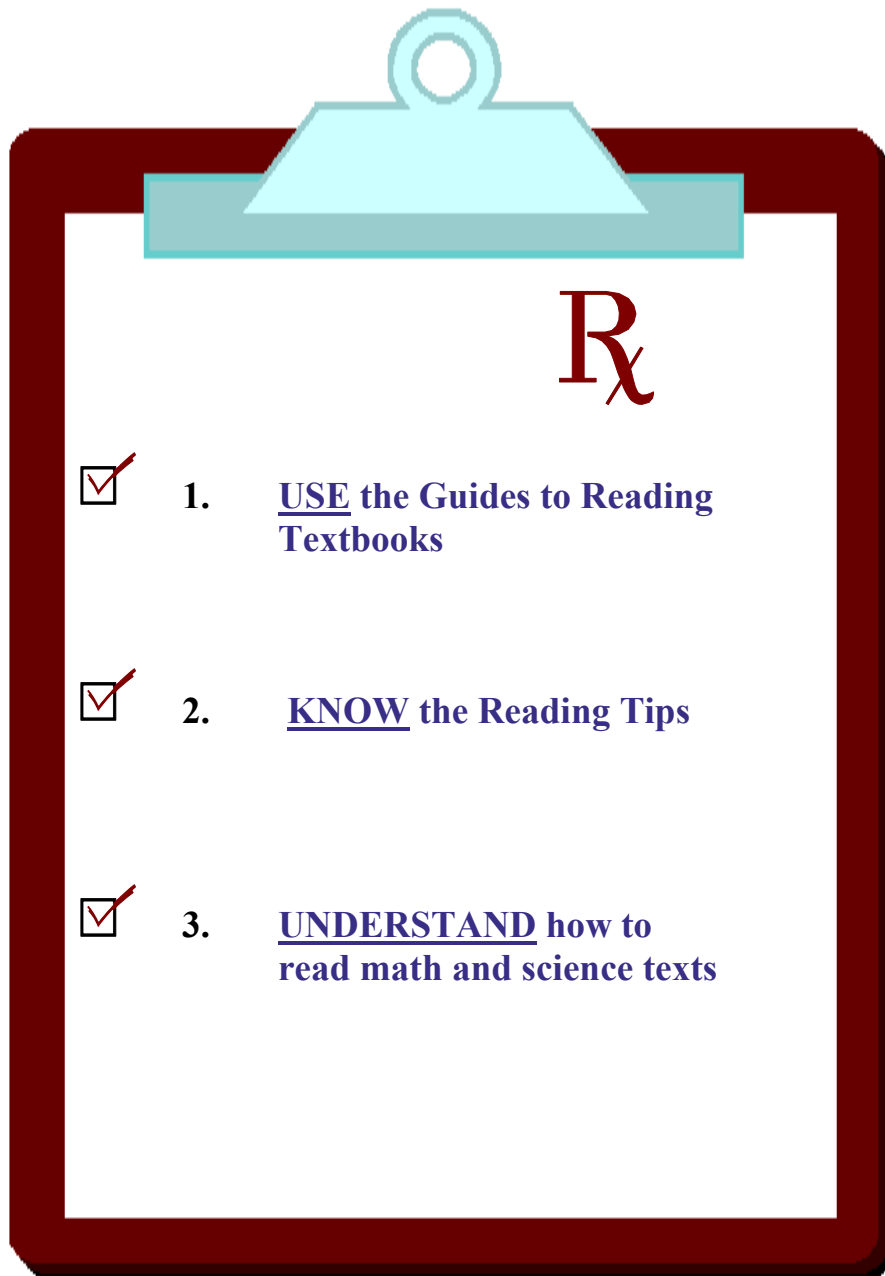 ℞
1. USE the Guides to Reading
Textbooks
2. KNOW the Reading Tips
3. UNDERSTAND how to
read math and science texts